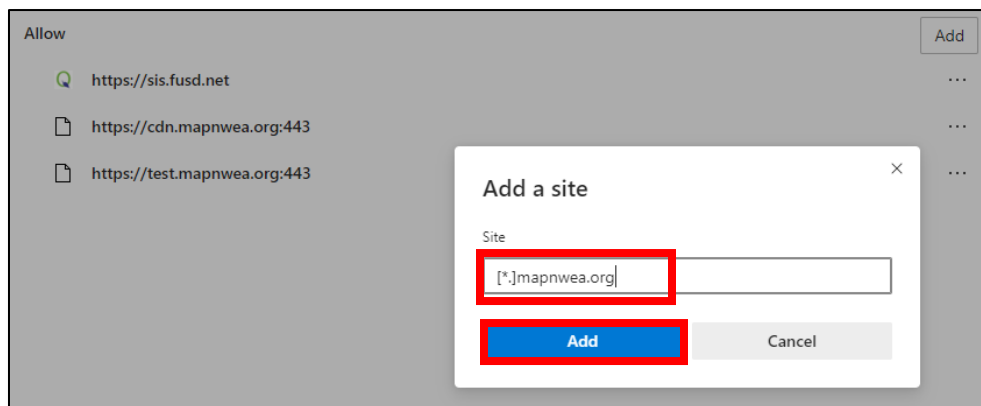 Allow
Add
https://sis.fusd.net
...
https://cdn.mapnwea.org:443
...
https://test.mapnwea.org:443
...
Add a site
Site
[*.]mapnwea.org
Add
Cancel